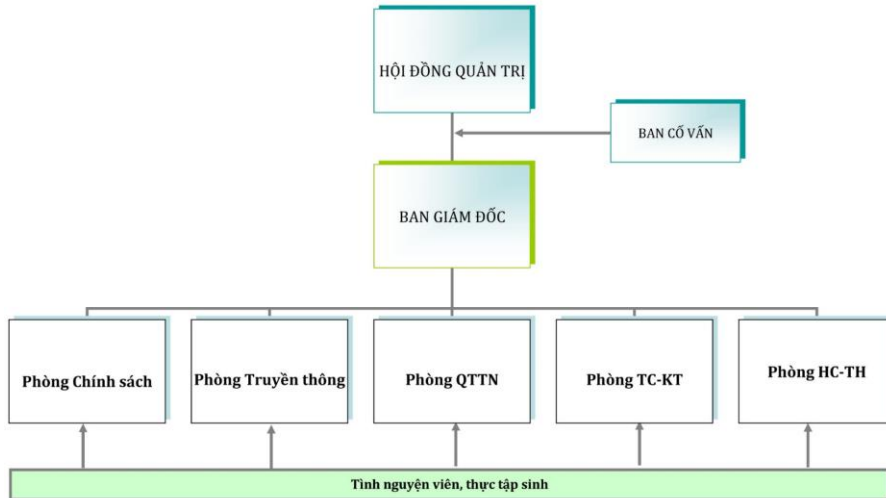 HỘI ĐỒNG QUẢN TRỊ
BAN CỐ VẤN
BAN GIÁM ĐỐC
Phòng Chính sách
Phòng Truyền thông
Phòng QTTN
Phòng TC-KT
Phòng HC-TH
Tình nguyện viên, thực tập sinh